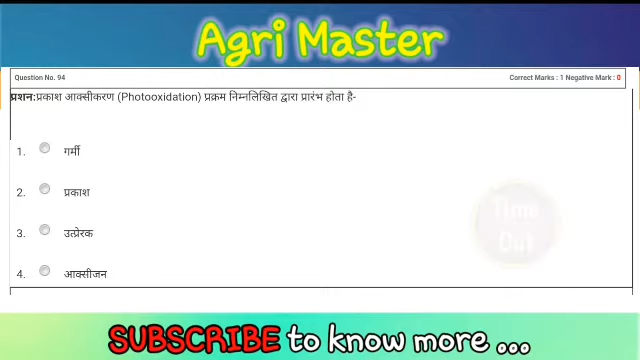 Agri Master
Question No. 94 Correct Marks : 1 Negative Mark : 0
प्रशन:प्रकाश आक्सीकरण (Photooxidation) प्रक्रम निम्नलिखित द्वारा प्रारंभ होता है-
1. गर्मी
2. प्रकाश
3. उत्प्रेरक
4. आक्सीजन
Time
Out
SUBSCRIBE to know more ...